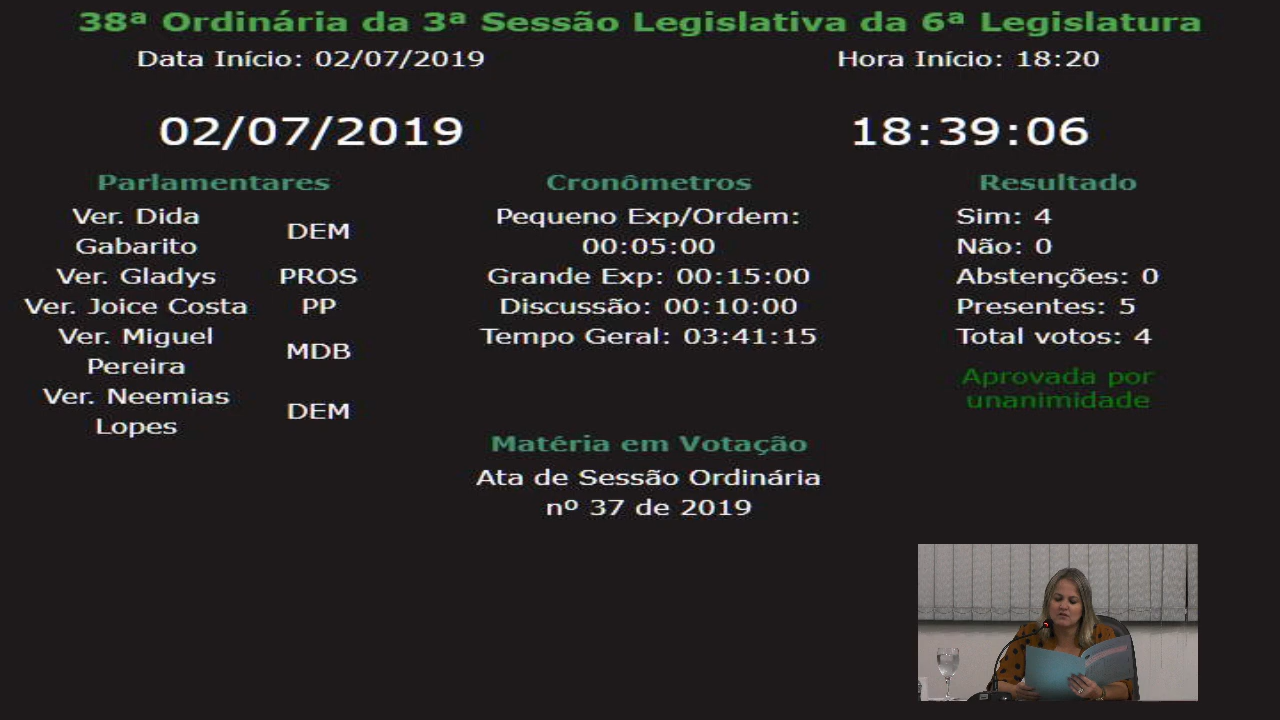 38ª Ordinária da 3ª Sessão Legislativa da 6ª Legislatura
Data Início: 02/07/2019
Hora Início: 18:20
02/07/2019
18:39:06
Parlamentares
Ver. Dida
Gabarito
DEM
Ver. Gladys
PROS
Ver. Joice Costa
PP
Ver. Miguel
Pereira
MDB
Ver. Neemias
Lopes
DEM
Cronômetros
Pequeno Exp/Ordem:
00:05:00
Grande Exp: 00:15:00
Discussão: 00:10:00
Tempo Geral: 03:41:15
Resultado
Sim: 4
Não: 0
Abstenções: 0
Presentes: 5
Total votos: 4
Aprovada por
unanimidade
Matéria em Votação
Ata de Sessão Ordinária
nº 37 de 2019